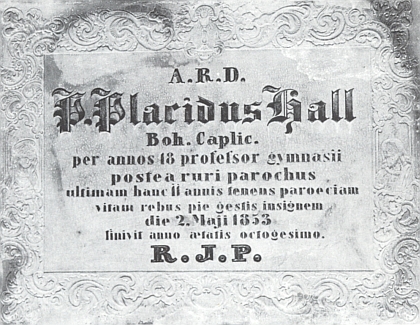 A.R.D.
P. Placidus Hall
Boh. Caplic.
per annos 18 profefsor gymnasii
postea ruri parochus
ultimam hanc 11 annis tenens paroeciam
vitam rebus pie gestis insignem
die 2. Maji 1853
finivit anno ætatis octogesimo.
R.J.P.